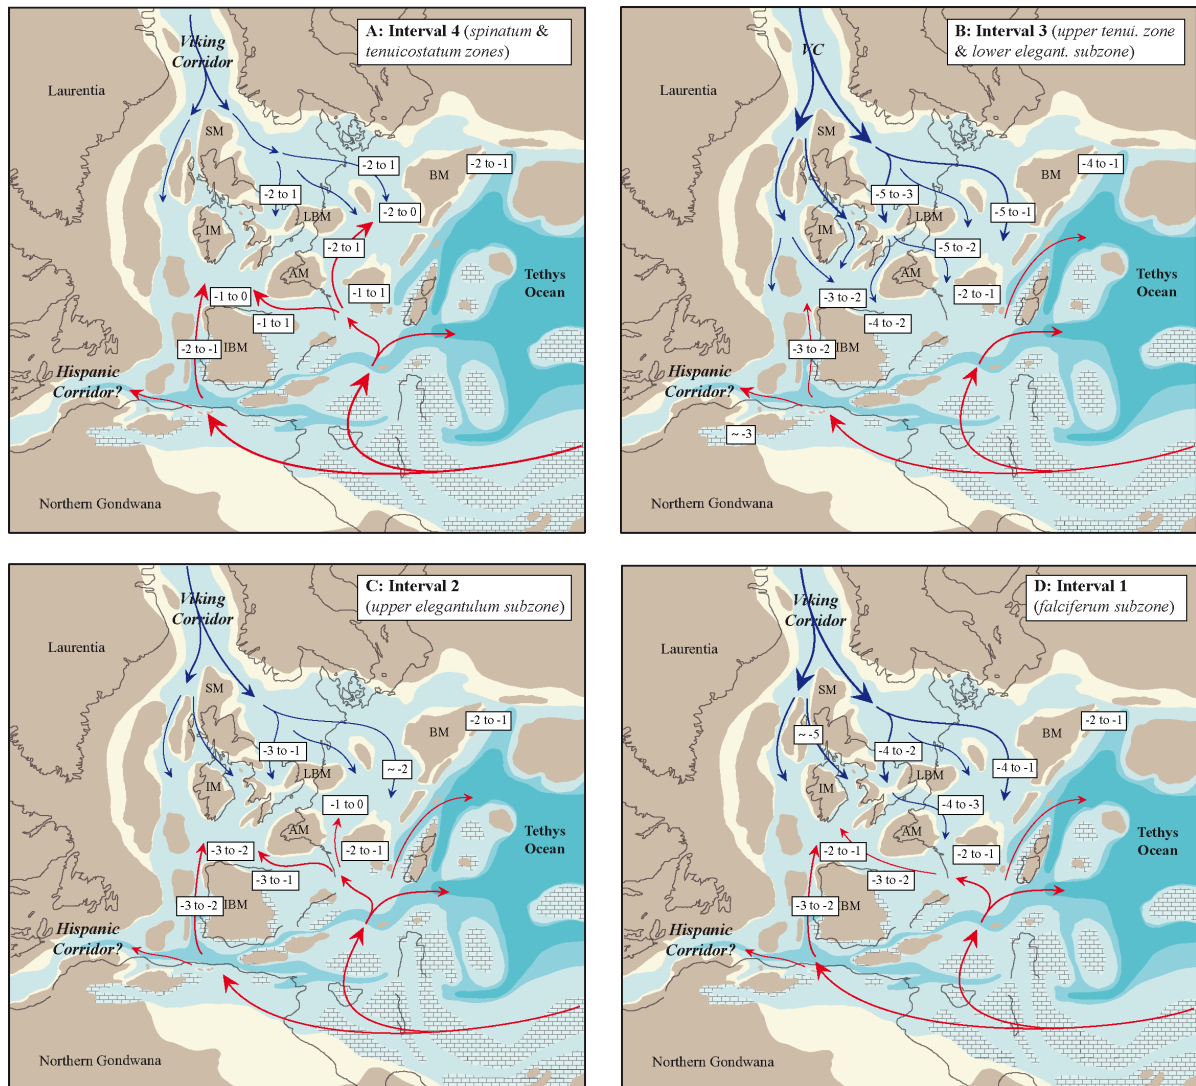 A: Interval 4 (spinatum &
tenuicostatum zones)
Viking
Corridor
Laurentia
SM
-2 to 1
-2 to -1
BM
-2 to 1
LBM
-2 to 0
IM
-2 to 1
AM
Tethys
Ocean
-1 to 0
-1 to 1
-1 to 1
-2 to -1
IBM
Hispanic
Corridor?
Northern Gondwana
B: Interval 3 (upper tenui. zone
& lower elegant. subzone)
VC
Laurentia
SM
-4 to -1
BM
-5 to -3
LBM
-5 to -1
IM
-5 to -2
AM
Tethys
Ocean
-3 to -2
-2 to -1
-4 to -2
-3 to -2
IBM
Hispanic
Corridor?
~ -3
Northern Gondwana
C: Interval 2
(upper elegantulum subzone)
Viking
Corridor
Laurentia
SM
-2 to -1
BM
-3 to -1
LBM
~ -2
IM
-1 to 0
AM
Tethys
Ocean
-3 to -2
-2 to -1
-3 to -1
-3 to -2
IBM
Hispanic
Corridor?
Northern Gondwana
D: Interval 1
(falciferum subzone)
Viking
Corridor
Laurentia
SM
-2 to -1
~ -5
BM
-4 to -2
LBM
-4 to -1
IM
-4 to -3
AM
Tethys
Ocean
-2 to -1
-2 to -1
-3 to -2
-3 to -2
BM
Hispanic
Corridor?
Northern Gondwana